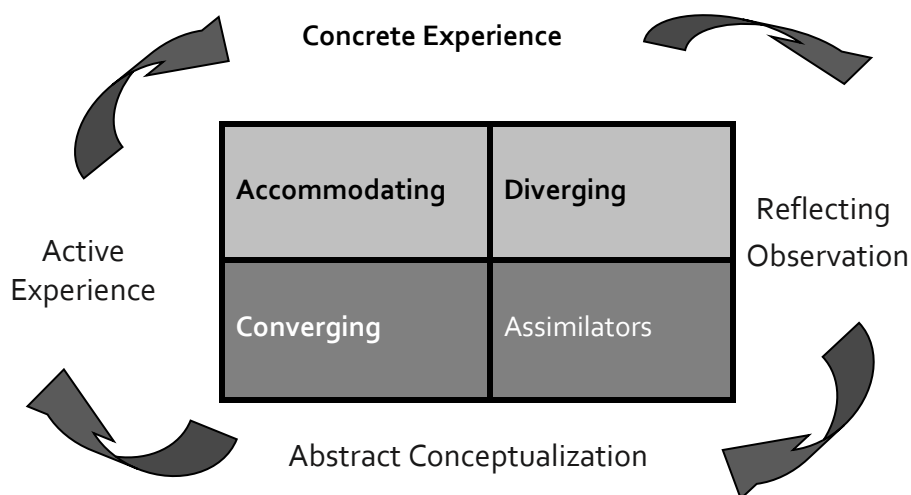 Concrete Experience
Accommodating
Diverging
Reflecting
Observation
Active
Experience
Converging
Assimilators
Abstract Conceptualization